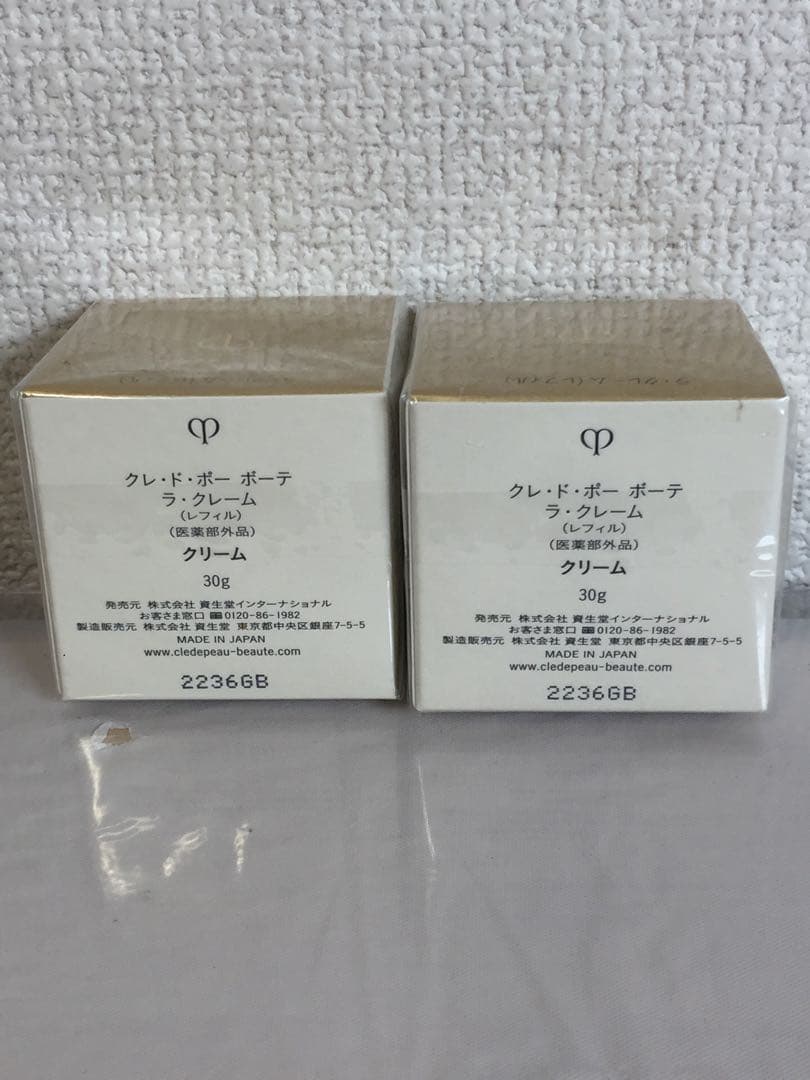 クレ・ド・ポー ボーテ
ラ・クレーム
(レフィル)
(医薬部外品)
クリーム
30g
発売元 株式会社 資生堂インターナショナル
お客さま窓口 0120-86-1982
製造販売元 株式会社 資生堂 東京都中央区銀座7-5-5
MADE IN JAPAN
www.cledepeau-beaute.com
2236GB
ラ・クレーム(レフィル)
クレ・ド・ポー ボーテ
ラ・クレーム
(レフィル)
(医薬部外品)
クリーム
30g
発売元 株式会社 資生堂インターナショナル
お客さま窓口 0120-86-1982
製造販売元 株式会社 資生堂 東京都中央区銀座7-5-5
MADE IN JAPAN
www.cledepeau-beaute.com
2236GB